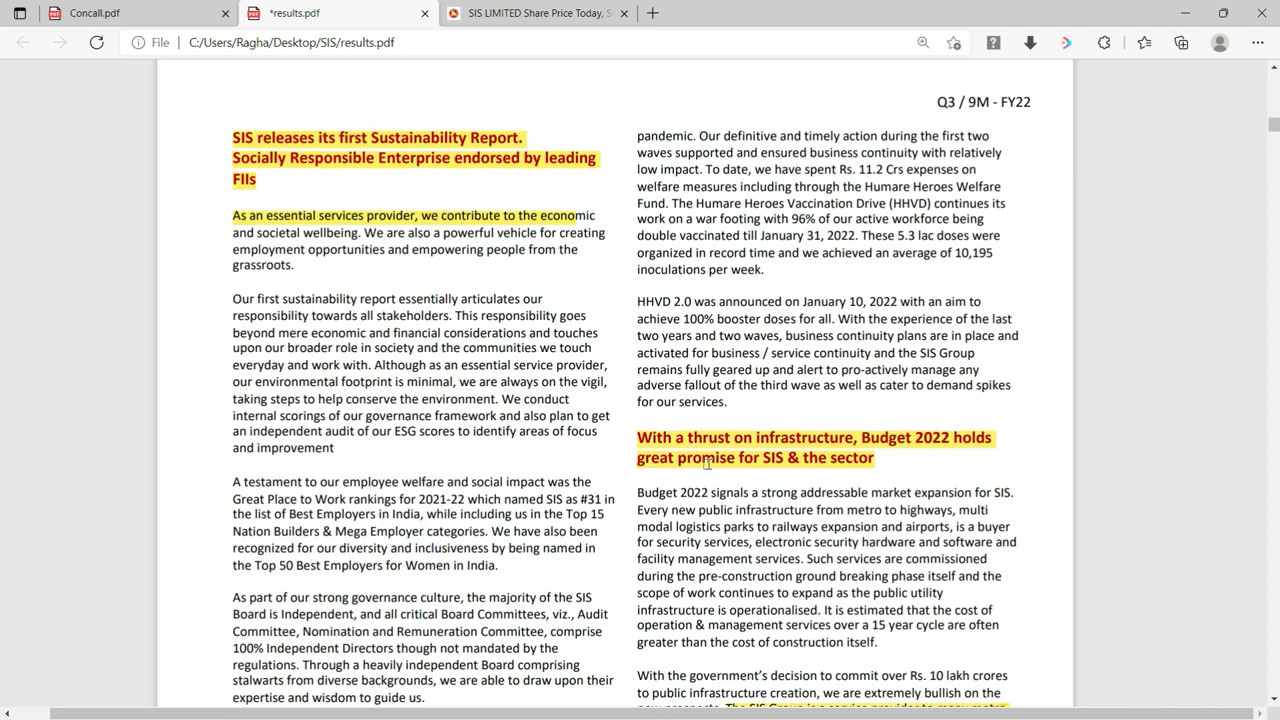 Concall.pdf
*results.pdf
SIS LIMITED Share Price Today, S
File
C:/Users/Ragha/Desktop/SIS/results.pdf
Q3 / 9M - FY22
SIS releases its first Sustainability Report.
Socially Responsible Enterprise endorsed by leading
FIIs
As an essential services provider, we contribute to the economic
and societal wellbeing. We are also a powerful vehicle for creating
employment opportunities and empowering people from the
grassroots.
Our first sustainability report essentially articulates our
responsibility towards all stakeholders. This responsibility goes
beyond mere economic and financial considerations and touches
upon our broader role in society and the communities we touch
everyday and work with. Although as an essential service provider,
our environmental footprint is minimal, we are always on the vigil,
taking steps to help conserve the environment. We conduct
internal scorings of our governance framework and also plan to get
an independent audit of our ESG scores to identify areas of focus
and improvement
A testament to our employee welfare and social impact was the
Great Place to Work rankings for 2021-22 which named SIS as #31 in
the list of Best Employers in India, while including us in the Top 15
Nation Builders & Mega Employer categories. We have also been
recognized for our diversity and inclusiveness by being named in
the Top 50 Best Employers for Women in India.
As part of our strong governance culture, the majority of the SIS
Board is Independent, and all critical Board Committees, viz., Audit
Committee, Nomination and Remuneration Committee, comprise
100% Independent Directors though not mandated by the
regulations. Through a heavily independent Board comprising
stalwarts from diverse backgrounds, we are able to draw upon their
expertise and wisdom to guide us.
pandemic. Our definitive and timely action during the first two
waves supported and ensured business continuity with relatively
low impact. To date, we have spent Rs. 11.2 Crs expenses on
welfare measures including through the Humare Heroes Welfare
Fund. The Humare Heroes Vaccination Drive (HHVD) continues its
work on a war footing with 96% of our active workforce being
double vaccinated till January 31, 2022. These 5.3 lac doses were
organized in record time and we achieved an average of 10,195
inoculations per week.
HHVD 2.0 was announced on January 10, 2022 with an aim to
achieve 100% booster doses for all. With the experience of the last
two years and two waves, business continuity plans are in place and
activated for business / service continuity and the SIS Group
remains fully geared up and alert to pro-actively manage any
adverse fallout of the third wave as well as cater to demand spikes
for our services.
With a thrust on infrastructure, Budget 2022 holds
great promise for SIS & the sector
Budget 2022 signals a strong addressable market expansion for SIS.
Every new public infrastructure from metro to highways, multi
modal logistics parks to railways expansion and airports, is a buyer
for security services, electronic security hardware and software and
facility management services. Such services are commissioned
during the pre-construction ground breaking phase itself and the
scope of work continues to expand as the public utility
infrastructure is operationalised. It is estimated that the cost of
operation & management services over a 15 year cycle are often
greater than the cost of construction itself.
With the government's decision to commit over Rs. 10 lakh crores
to public infrastructure creation, we are extremely bullish on the
new prospects. The SIS Group is a service provider to many metro